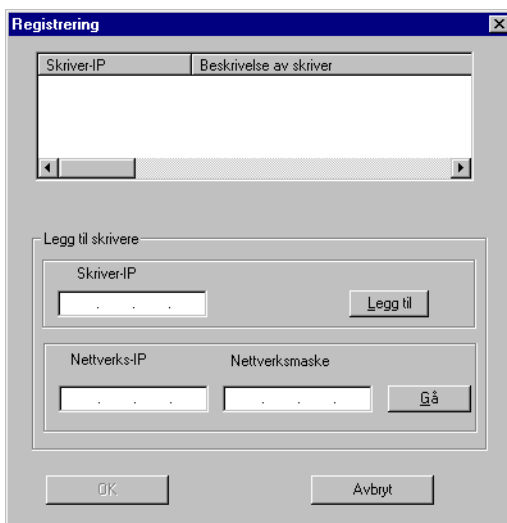 Registrering
Skriver-IP Beskrivelse av skriver
Legg til skrivere
Skriver-IP
. . . Legg til
Nettverks-IP Nettverksmaske
. . . . . . Gå
OK Avbryt